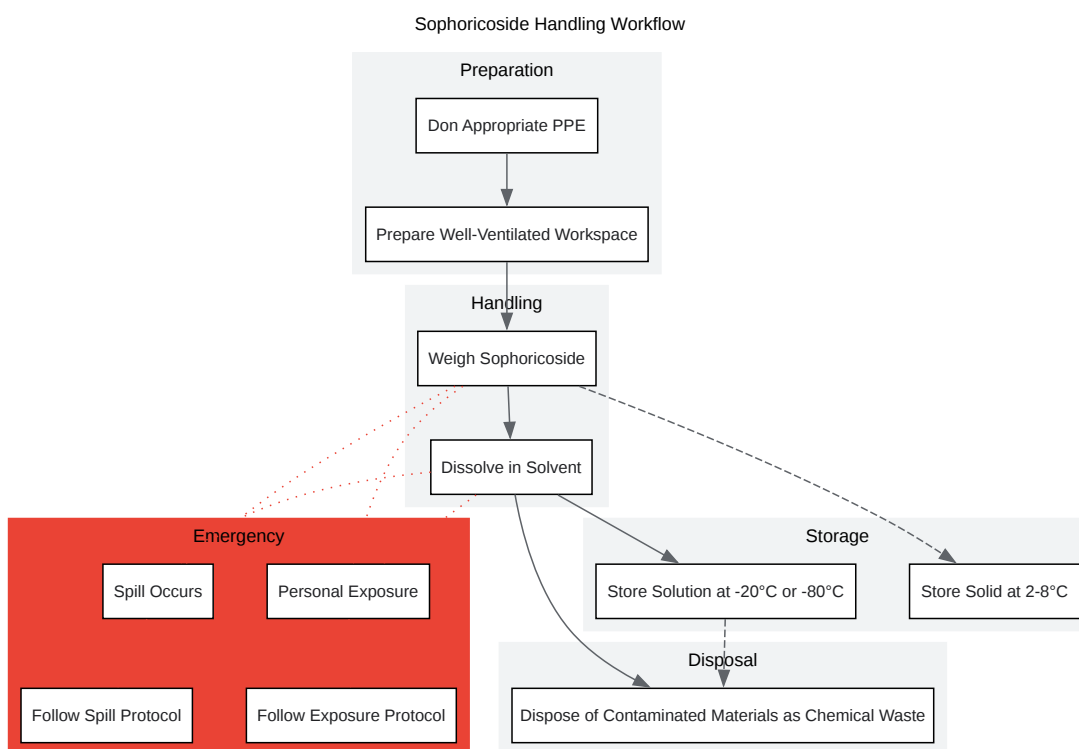 Sophoricoside Handling Workflow
Preparation
Don Appropriate PPE
Prepare Well-Ventilated Workspace
Handling
Weigh Sophoricoside
Dissolve in Solvent
Emergency
Storage
Spill Occurs
Personal Exposure
Store Solution at -20°C or -80°C
Store Solid at 2-8°C
Disposal
Follow Spill Protocol
Follow Exposure Protocol
Dispose of Contaminated Materials as Chemical Waste